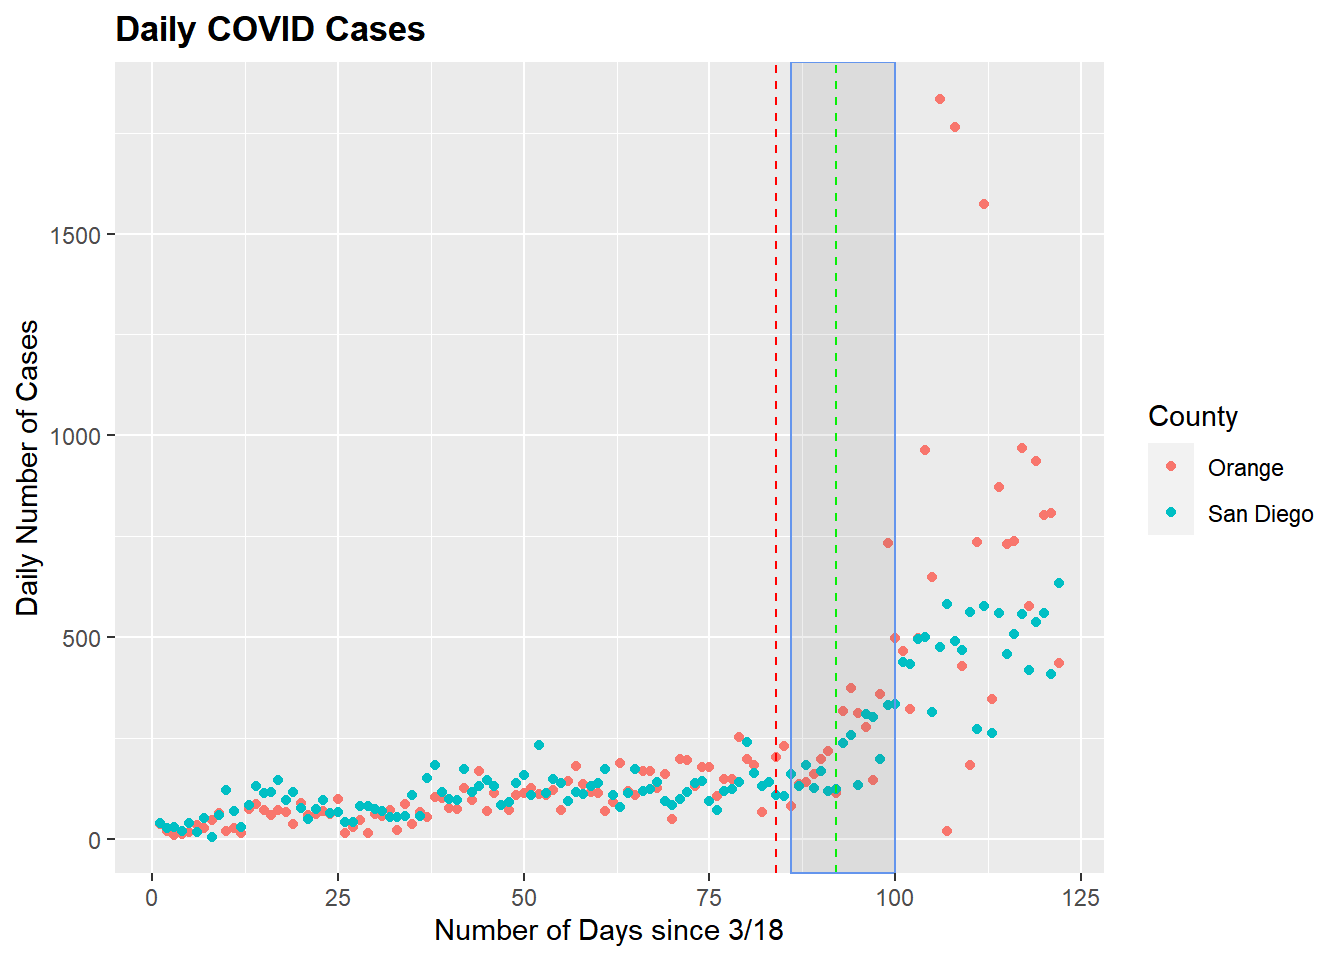 Daily COVID Cases
Daily Number of Cases
1500
1000
500
0
0 25 50 75 100 125
Number of Days since 3/18
County
Orange
San Diego